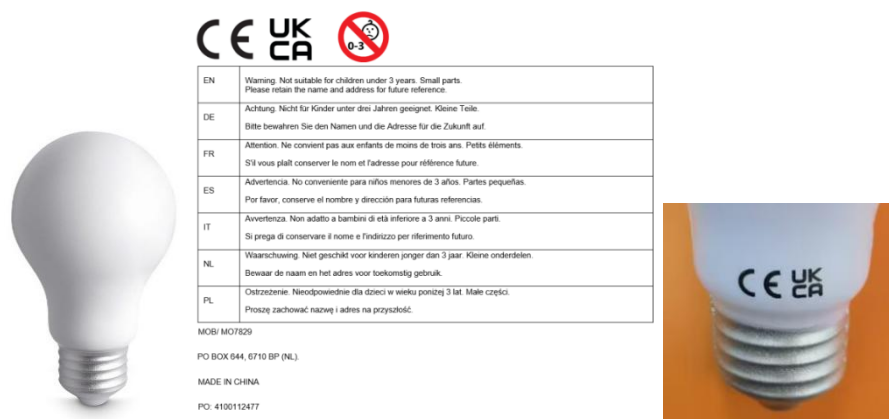 CE UK CA 0-3
EN
Warning. Not suitable for children under 3 years. Small parts.
Please retain the name and address for future reference.
DE
Achtung. Nicht für Kinder unter drei Jahren geeignet. Kleine Teile.
Bitte bewahren Sie den Namen und die Adresse für die Zukunft auf.
FR
Attention. Ne convient pas aux enfants de moins de trois ans. Petits éléments.
S'il vous plaît conserver le nom et l'adresse pour référence future.
ES
Advertencia. No conveniente para niños menores de 3 años. Partes pequeñas.
Por favor, conserve el nombre y dirección para futuras referencias.
IT
Avvertenza. Non adatto a bambini di età inferiore a 3 anni. Piccole parti.
Si prega di conservare il nome e l'indirizzo per riferimento futuro.
NL
Waarschuwing. Niet geschikt voor kinderen jonger dan 3 jaar. Kleine onderdelen.
Bewaar de naam en het adres voor toekomstig gebruik.
PL
Ostrzeżenie. Nieodpowiednie dla dzieci w wieku poniżej 3 lat. Małe części.
Proszę zachować nazwę i adres na przyszłość.
MOB/ MO7829
PO BOX 644, 6710 BP (NL).
MADE IN CHINA
PO: 4100112477
CE UK CA